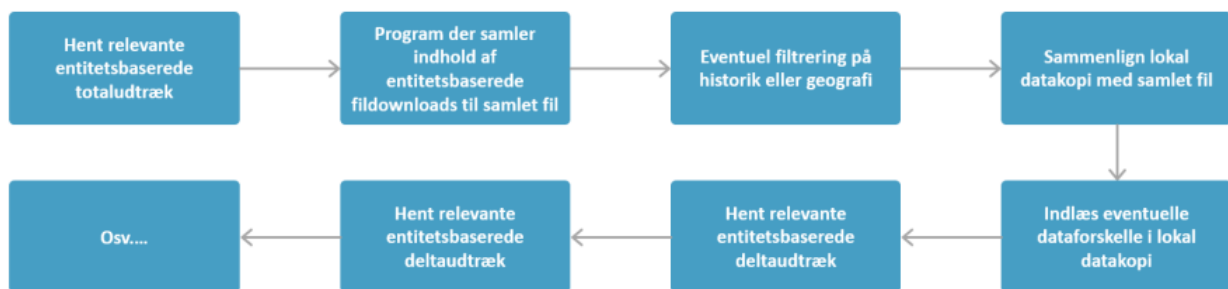 Hent relevante
entitetsbaserede
totaludtræk
Program der samler
indhold af
entitetsbaserede
fildownloads til samlet fil
Eventuel filtrering på
historik eller geografi
Sammenlign lokal
datakopi med samlet fil
Indlæs eventuelle
dataforskelle i lokal
datakopi
Hent relevante
entitetsbaserede
deltaudtræk
Hent relevante
entitetsbaserede
deltaudtræk
Osv....